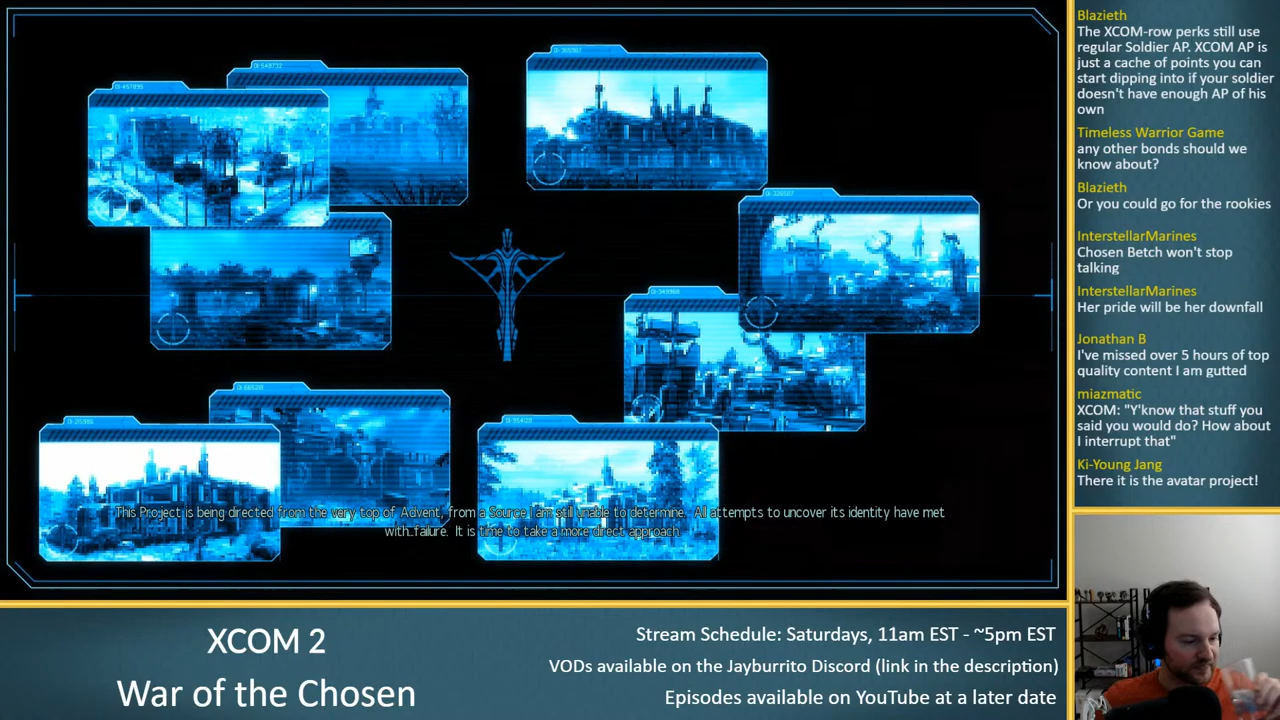 Blazieth
The XCOM-row perks still use
regular Soldier AP. XCOM AP is
just a cache of points you can
start dipping into if your soldier
doesn't have enough AP of his
own
Timeless Warrior Game
any other bonds should we
know about?
Blazieth
Or you could go for the rookies
InterstellarMarines
Chosen Betch won't stop
talking
InterstellarMarines
Her pride will be her downfall
Jonathan B
I've missed over 5 hours of top
quality content I am gutted
miazmatic
XCOM: "Y'know that stuff you
said you would do? How about
I interrupt that"
Ki-Young Jang
There it is the avatar project!
This Project is being directed from the very top of Advent, from a Source I am still unable to determine. All attempts to uncover its identity have met
with failure. It is time to take a more direct approach.
XCOM 2
War of the Chosen
Stream Schedule: Saturdays, 11am EST - ~5pm EST
VODs available on the Jayburrito Discord (link in the description)
Episodes available on YouTube at a later date